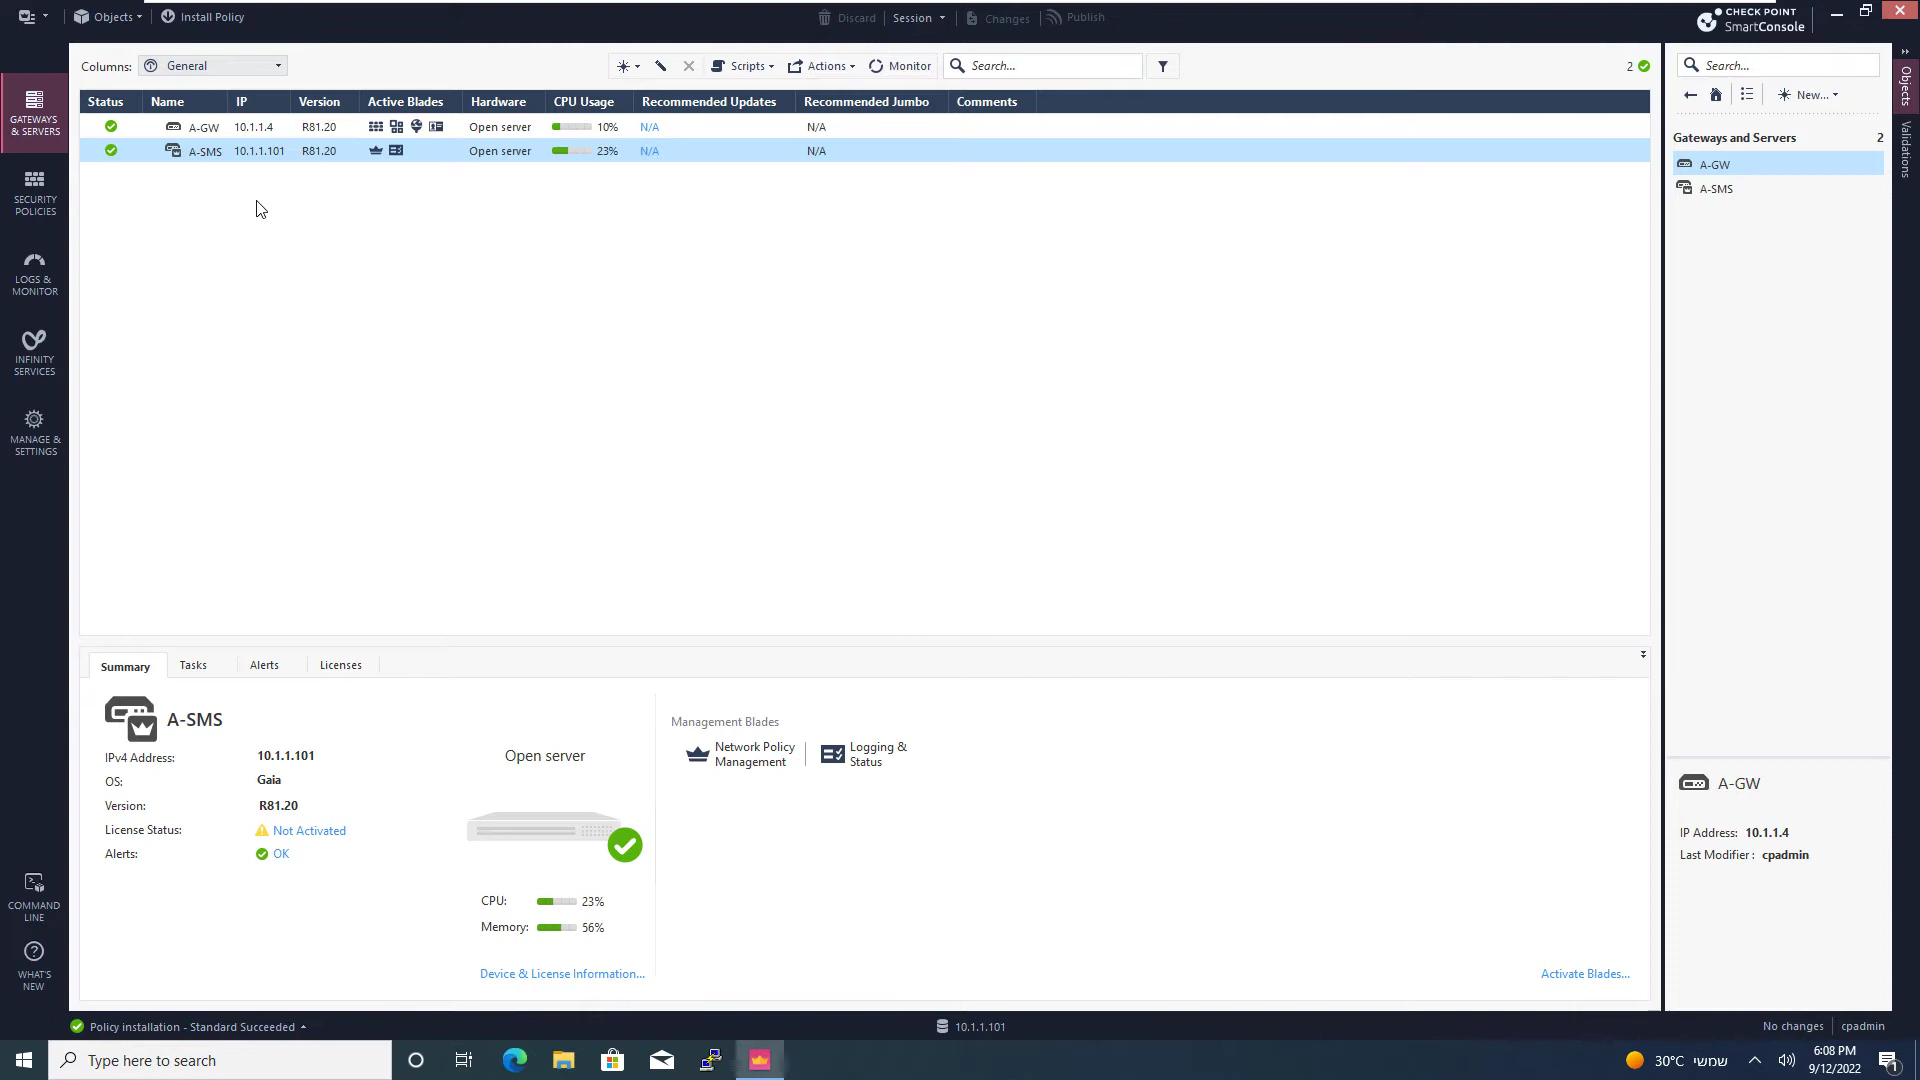 Objects
Install Policy
Discard
Session
Changes
Publish
CHECK POINT
SmartConsole
Columns:
General
Scripts
Actions
Monitor
Search...
2
Status
Name
IP
Version
Active Blades
Hardware
CPU Usage
Recommended Updates
Recommended Jumbo
Comments
A-GW
10.1.1.4
R81.20
Open server
10%
N/A
N/A
A-SMS
10.1.1.101
R81.20
Open server
23%
N/A
N/A
GATEWAYS
& SERVERS
SECURITY
POLICIES
LOGS &
MONITOR
INFINITY
SERVICES
MANAGE &
SETTINGS
COMMAND
LINE
WHAT'S
NEW
Search...
New...
Gateways and Servers
2
A-GW
A-SMS
Objects
Validations
Summary
Tasks
Alerts
Licenses
A-SMS
IPv4 Address:
10.1.1.101
OS:
Gaia
Version:
R81.20
License Status:
Not Activated
Alerts:
OK
Open server
CPU:
23%
Memory:
56%
Device & License Information...
Management Blades
Network Policy
Management
Logging &
Status
Activate Blades...
A-GW
IP Address: 10.1.1.4
Last Modifier : cpadmin
Policy installation - Standard Succeeded
10.1.1.101
No changes
cpadmin
Type here to search
30°C שמשי
6:08 PM
9/12/2022
1